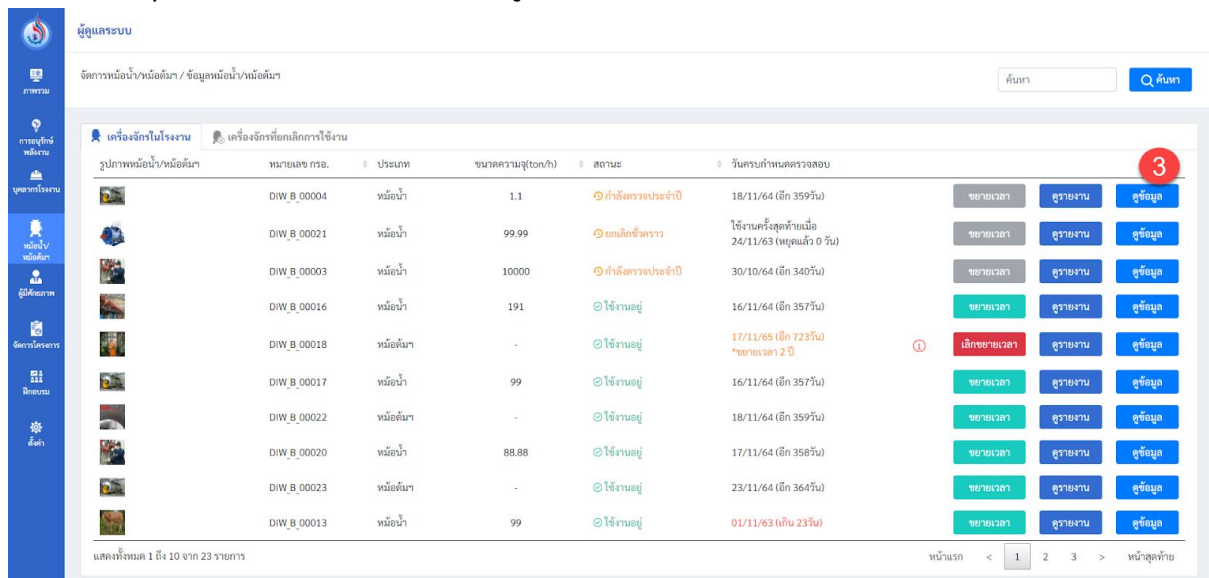 ผู้ดูแลระบบ
จัดการหม้อน้ำ/หม้อต้มฯ / ข้อมูลหม้อน้ำ/หม้อต้มฯ
ค้นหา
ค้นหา
ภาพรวม
การอนุรักษ์
พลังงาน
บุคลากรโรงงาน
หม้อน้ำ/
หม้อต้มฯ
ผู้มีศักยภาพ
จัดการโครงการ
ฝึกอบรม
ตั้งค่า
เครื่องจักรในโรงงาน เครื่องจักรที่ยกเลิกการใช้งาน
รูปภาพหม้อน้ำ/หม้อต้มฯ หมายเลข กรอ. ประเภท ขนาดความจุ(ton/h) สถานะ วันครบกำหนดตรวจสอบ
3
DIW_B_00004 หม้อน้ำ 1.1 กำลังตรวจประจำปี 18/11/64 (อีก 359วัน) ขยายเวลา ดูรายงาน ดูข้อมูล
DIW_B_00021 หม้อน้ำ 99.99 ยกเลิกชั่วคราว ใช้งานครั้งสุดท้ายเมื่อ
24/11/63 (หยุดแล้ว 0 วัน) ขยายเวลา ดูรายงาน ดูข้อมูล
DIW_B_00003 หม้อน้ำ 10000 กำลังตรวจประจำปี 30/10/64 (อีก 340วัน) ขยายเวลา ดูรายงาน ดูข้อมูล
DIW_B_00016 หม้อน้ำ 191 ใช้งานอยู่ 16/11/64 (อีก 357วัน) ขยายเวลา ดูรายงาน ดูข้อมูล
DIW_B_00018 หม้อต้มฯ - ใช้งานอยู่ 17/11/65 (อีก 723วัน)
*ขยายเวลา 2 ปี เลิกขยายเวลา ดูรายงาน ดูข้อมูล
DIW_B_00017 หม้อน้ำ 99 ใช้งานอยู่ 16/11/64 (อีก 357วัน) ขยายเวลา ดูรายงาน ดูข้อมูล
DIW_B_00022 หม้อต้มฯ - ใช้งานอยู่ 18/11/64 (อีก 359วัน) ขยายเวลา ดูรายงาน ดูข้อมูล
DIW_B_00020 หม้อน้ำ 88.88 ใช้งานอยู่ 17/11/64 (อีก 358วัน) ขยายเวลา ดูรายงาน ดูข้อมูล
DIW_B_00023 หม้อต้มฯ - ใช้งานอยู่ 23/11/64 (อีก 364วัน) ขยายเวลา ดูรายงาน ดูข้อมูล
DIW_B_00013 หม้อน้ำ 99 ใช้งานอยู่ 01/11/63 (เกิน 23วัน) ขยายเวลา ดูรายงาน ดูข้อมูล
แสดงทั้งหมด 1 ถึง 10 จาก 23 รายการ หน้าแรก < 1 2 3 > หน้าสุดท้าย